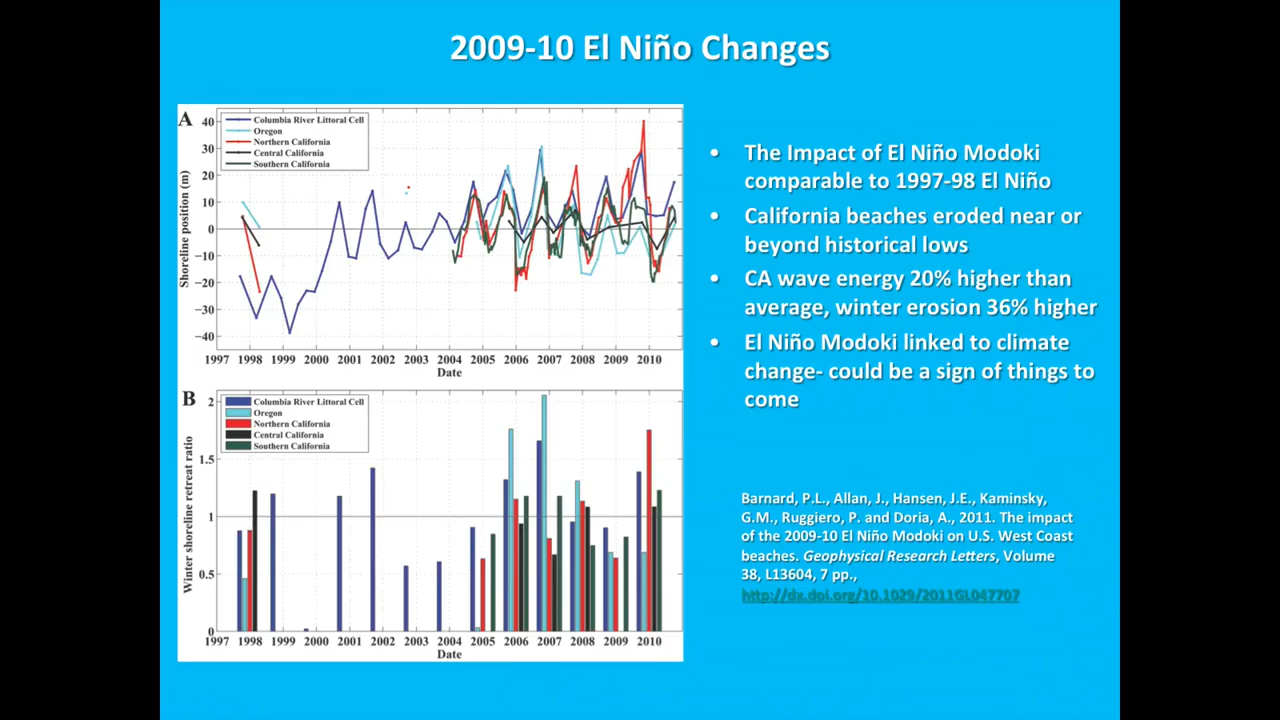 2009-10 El Niño Changes
A
Columbia River Littoral Cell
Oregon
Northern California
Central California
Southern California
Shoreline position (m)
40
30
20
10
0
−10
−20
−30
−40
1997 1998 1999 2000 2001 2002 2003 2004 2005 2006 2007 2008 2009 2010
Date
B
Columbia River Littoral Cell
Oregon
Northern California
Central California
Southern California
Winter shoreline retreat ratio
2
1.5
1
0.5
0
1997 1998 1999 2000 2001 2002 2003 2004 2005 2006 2007 2008 2009 2010
Date
• The Impact of El Niño Modoki
comparable to 1997-98 El Niño
• California beaches eroded near or
beyond historical lows
• CA wave energy 20% higher than
average, winter erosion 36% higher
• El Niño Modoki linked to climate
change- could be a sign of things to
come
Barnard, P.L., Allan, J., Hansen, J.E., Kaminsky,
G.M., Ruggiero, P. and Doria, A., 2011. The impact
of the 2009-10 El Niño Modoki on U.S. West Coast
beaches. Geophysical Research Letters, Volume
38, L13604, 7 pp.,
http://dx.doi.org/10.1029/2011GL047707